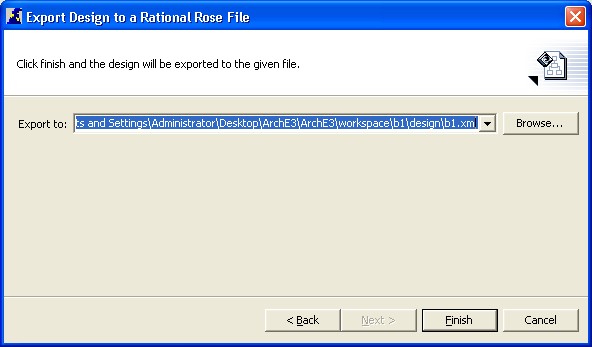 Export Design to a Rational Rose File
Click finish and the design will be exported to the given file.
Export to: ts and Settings\Administrator\Desktop\ArchE3\ArchE3\workspace\b1\design\b1.xml Browse...
< Back Next > Finish Cancel